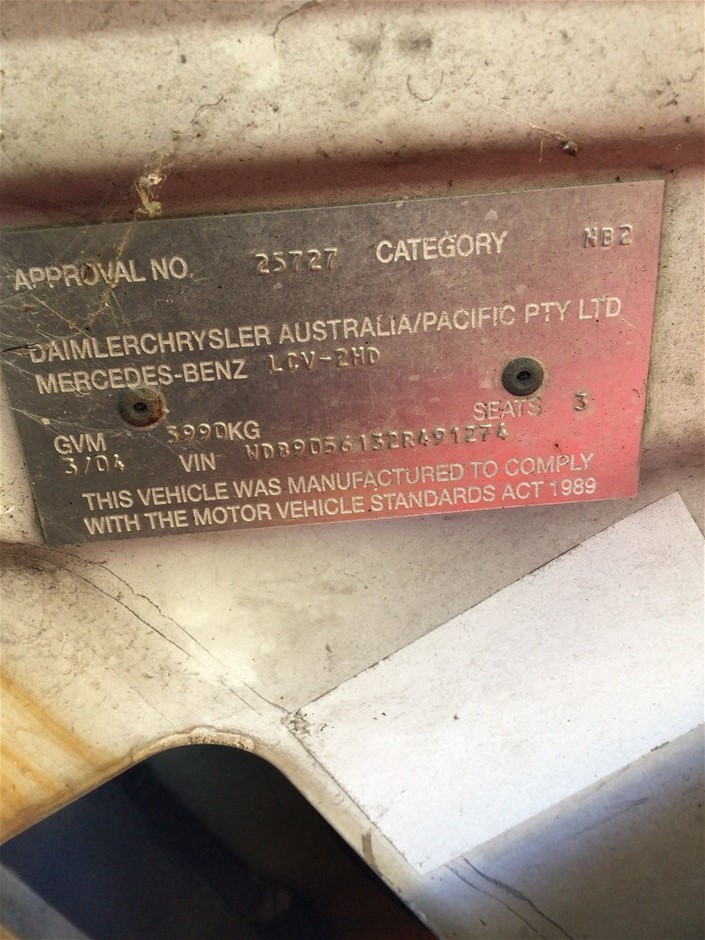 APPROVAL NO. 25727 CATEGORY NB2
DAIMLERCHRYSLER AUSTRALIA/PACIFIC PTY LTD
MERCEDES-BENZ LCV-2HD
GVM 5990KG SEATS 3
3/04 VIN WDB9056132R491274
THIS VEHICLE WAS MANUFACTURED TO COMPLY
WITH THE MOTOR VEHICLE STANDARDS ACT 1989